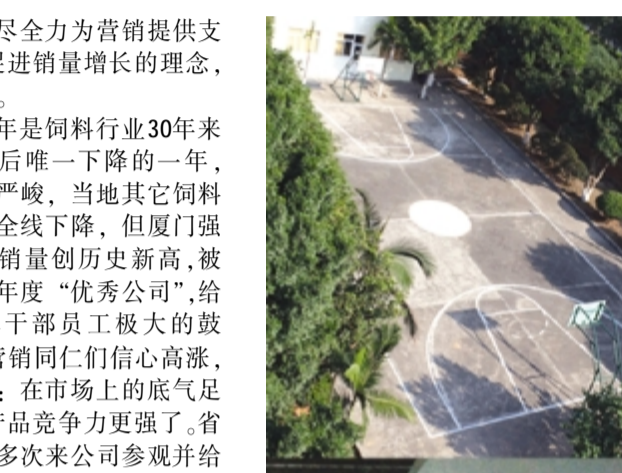 尽全力为营销提供支
进销量增长的理念，
。
年是饲料行业30年来
后唯一下降的一年，
严峻，当地其它饲料
全线下降，但厦门强
销量创历史新高，被
年度“优秀公司”，给
干部员工极大的鼓
营销同仁们信心高涨，
：在市场上的底气足
品竞争力更强了。省
多次来公司参观并给